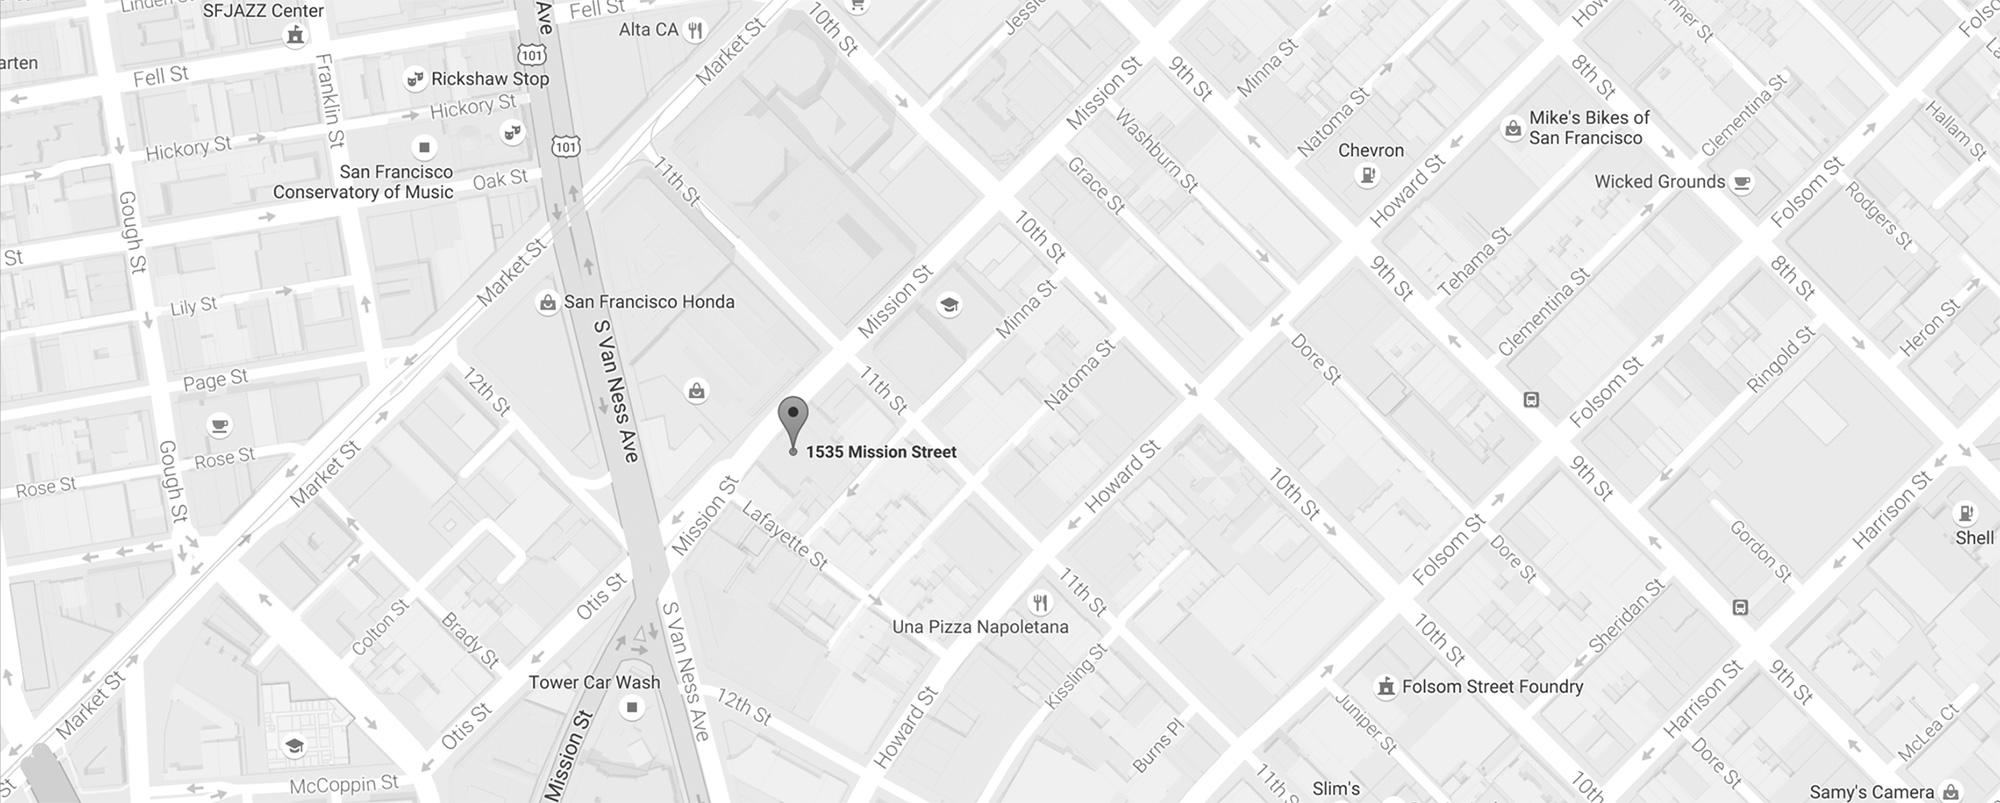 SFJAZZ Center
Linden St
Ave
Fell St
Alta CA
Market St
10th St
arten
101
Fell St
Franklin St
Rickshaw Stop
Hickory St
Hickory St
101
San Francisco
Conservatory of Music
Oak St
Gough St
St
Market St
11th St
Mission St
9th St
Minna St
Natoma St
Washburn St
Grace St
Chevron
8th St
Mike's Bikes of
San Francisco
Clementina St
Wicked Grounds
Howard St
Folsom St
Hallam St
Rodgers St
10th St
Mission St
Minna St
Tehama St
9th St
8th St
Lily St
San Francisco Honda
S Van Ness Ave
Clementina St
Heron St
Dore St
Ringold St
Page St
12th St
11th St
Natoma St
Folsom St
1535 Mission Street
Rose St
Rose St
Gough St
Market St
Mission St
Lafayette St
Howard St
10th St
9th St
Harrison St
Shell
Folsom St
Dore St
Gordon St
Otis St
11th St
Colton St
Brady St
Una Pizza Napoletana
S Van Ness Ave
Kissling St
10th St
Sheridan St
Tower Car Wash
Folsom Street Foundry
Market St
Otis St
12th St
Howard St
Juniper St
Harrison St
9th St
Burns Pl
Mission St
McCoppin St
McLea Ct
Dore St
11th St
Slim's
10th
Samy's Camera
St